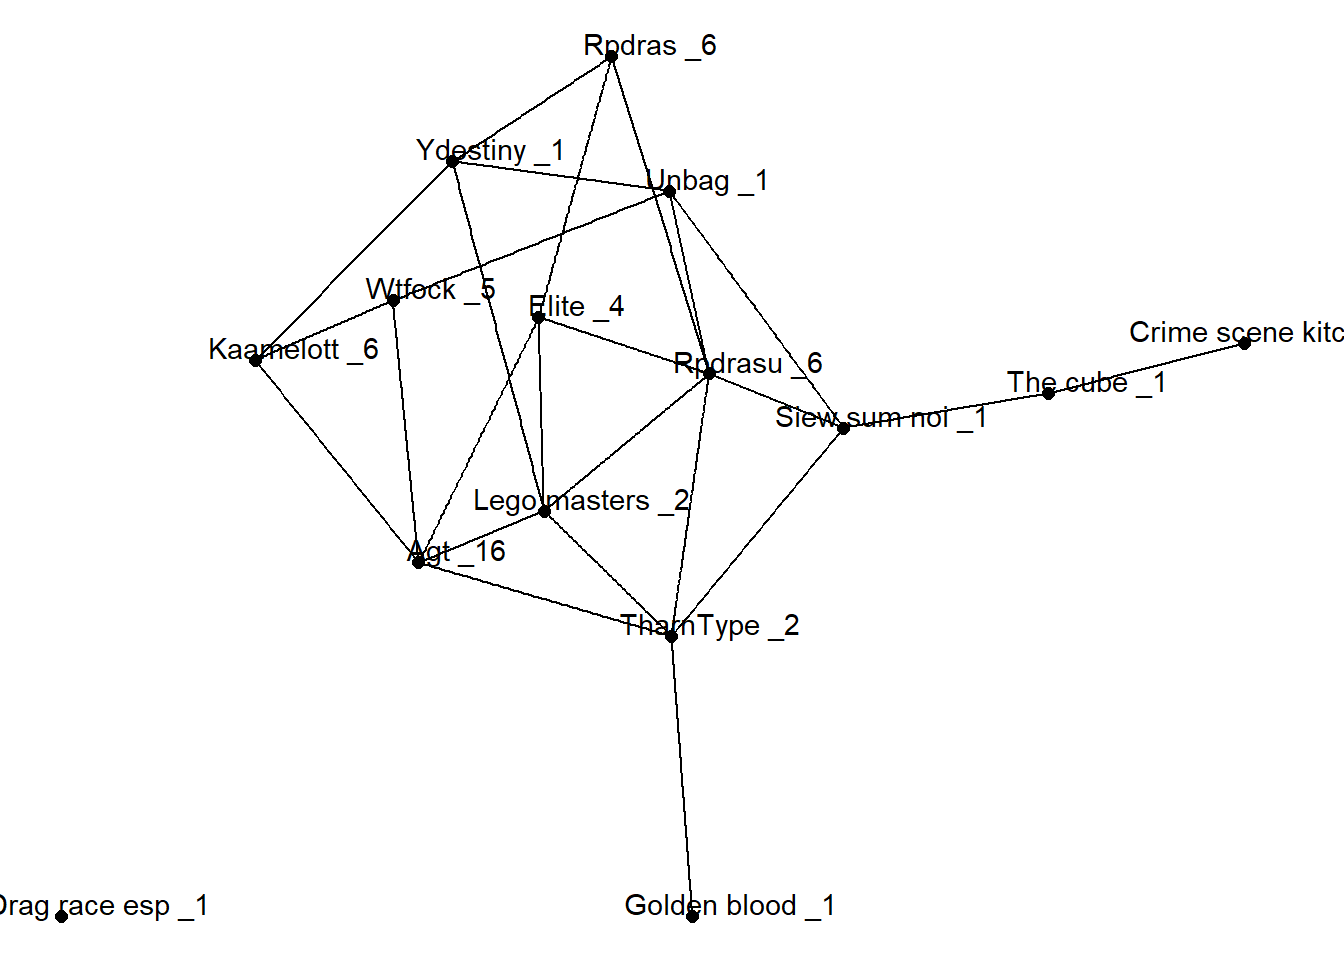 Rpdras _6
Ydestiny _1
Unbag _1
Wtfock _5
Elite _4
Kaamelott _6
Rpdrasu _6
Crime scene kitc
The cube _1
Siew sum noi _1
Lego masters _2
Agt _16
TharnType _2
Drag race esp _1
Golden blood _1